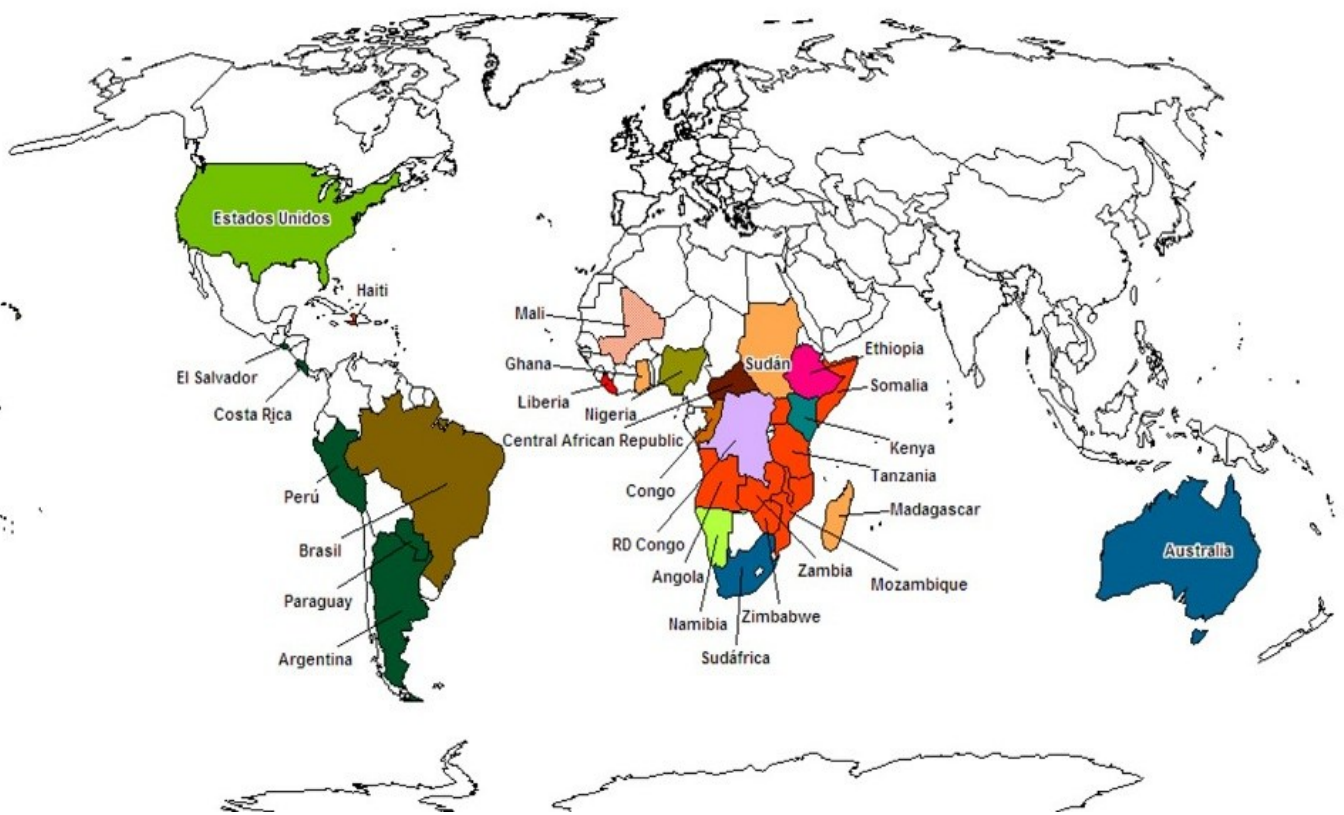 Estados Unidos
Haiti
El Salvador
Costa Rica
Perú
Brasil
Paraguay
Argentina
Mali
Ghana
Liberia
Nigeria
Central African Republic
Sudán
Ethiopia
Somalia
Kenya
Tanzania
Madagascar
Congo
RD Congo
Angola
Namibia
Sudáfrica
Zimbabwe
Zambia
Mozambique
Australia